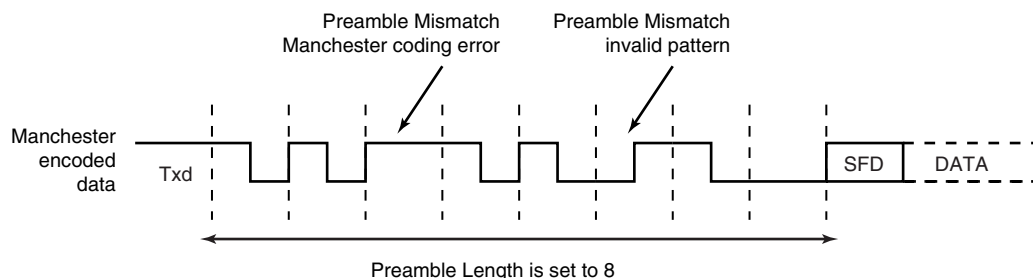 Preamble Mismatch
Manchester coding error
Preamble Mismatch
invalid pattern
Manchester
encoded
data
Txd
SFD
DATA
Preamble Length is set to 8